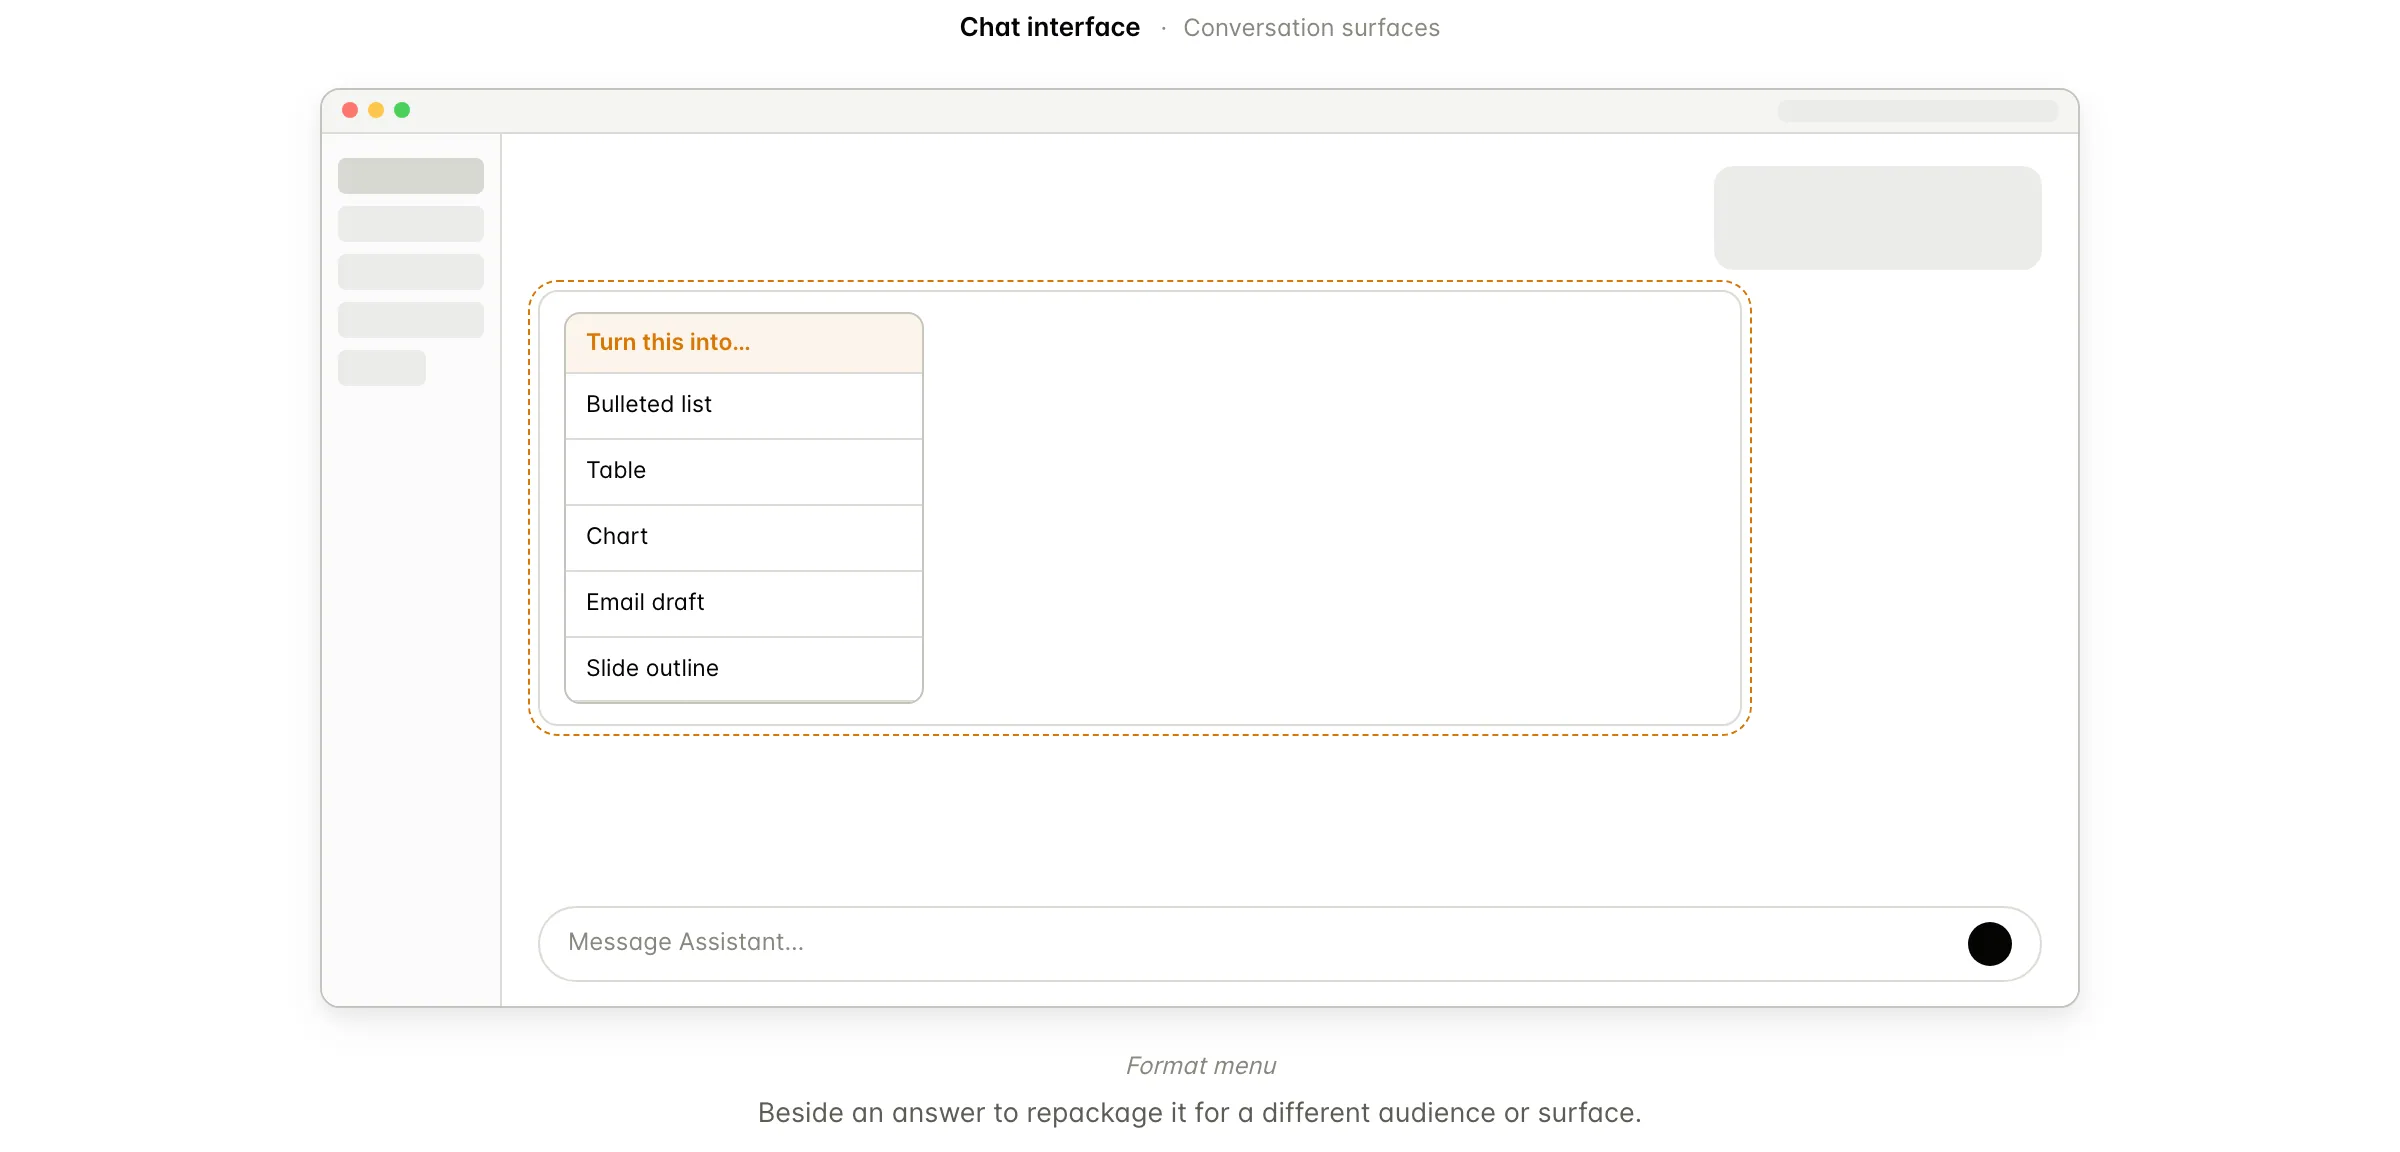 Chat interface · Conversation surfaces
Turn this into...
Bulleted list
Table
Chart
Email draft
Slide outline
Message Assistant...
Format menu
Beside an answer to repackage it for a different audience or surface.